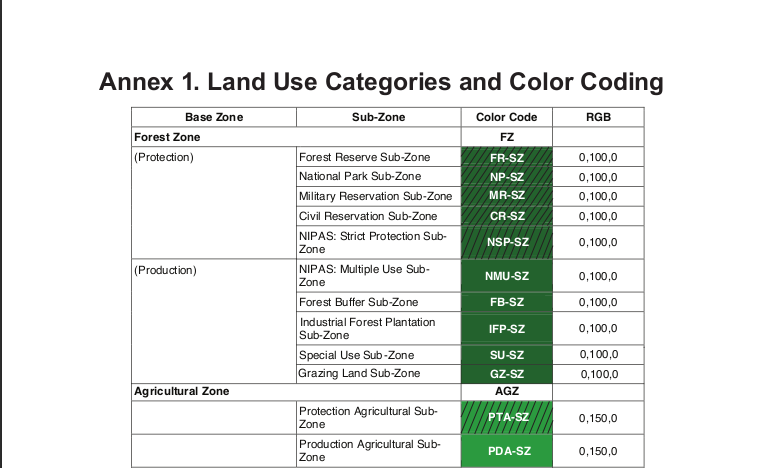 Annex 1. Land Use Categories and Color Coding
Base Zone Sub-Zone Color Code RGB
Forest Zone FZ
(Protection) Forest Reserve Sub-Zone FR-SZ 0,100,0
National Park Sub-Zone NP-SZ 0,100,0
Military Reservation Sub-Zone MR-SZ 0,100,0
Civil Reservation Sub-Zone CR-SZ 0,100,0
NIPAS: Strict Protection Sub-
Zone NSP-SZ 0,100,0
(Production) NIPAS: Multiple Use Sub-
Zone NMU-SZ 0,100,0
Forest Buffer Sub-Zone FB-SZ 0,100,0
Industrial Forest Plantation
Sub-Zone IFP-SZ 0,100,0
Special Use Sub-Zone SU-SZ 0,100,0
Grazing Land Sub-Zone GZ-SZ 0,100,0
Agricultural Zone AGZ
Protection Agricultural Sub-
Zone PTA-SZ 0,150,0
Production Agricultural Sub-
Zone PDA-SZ 0,150,0